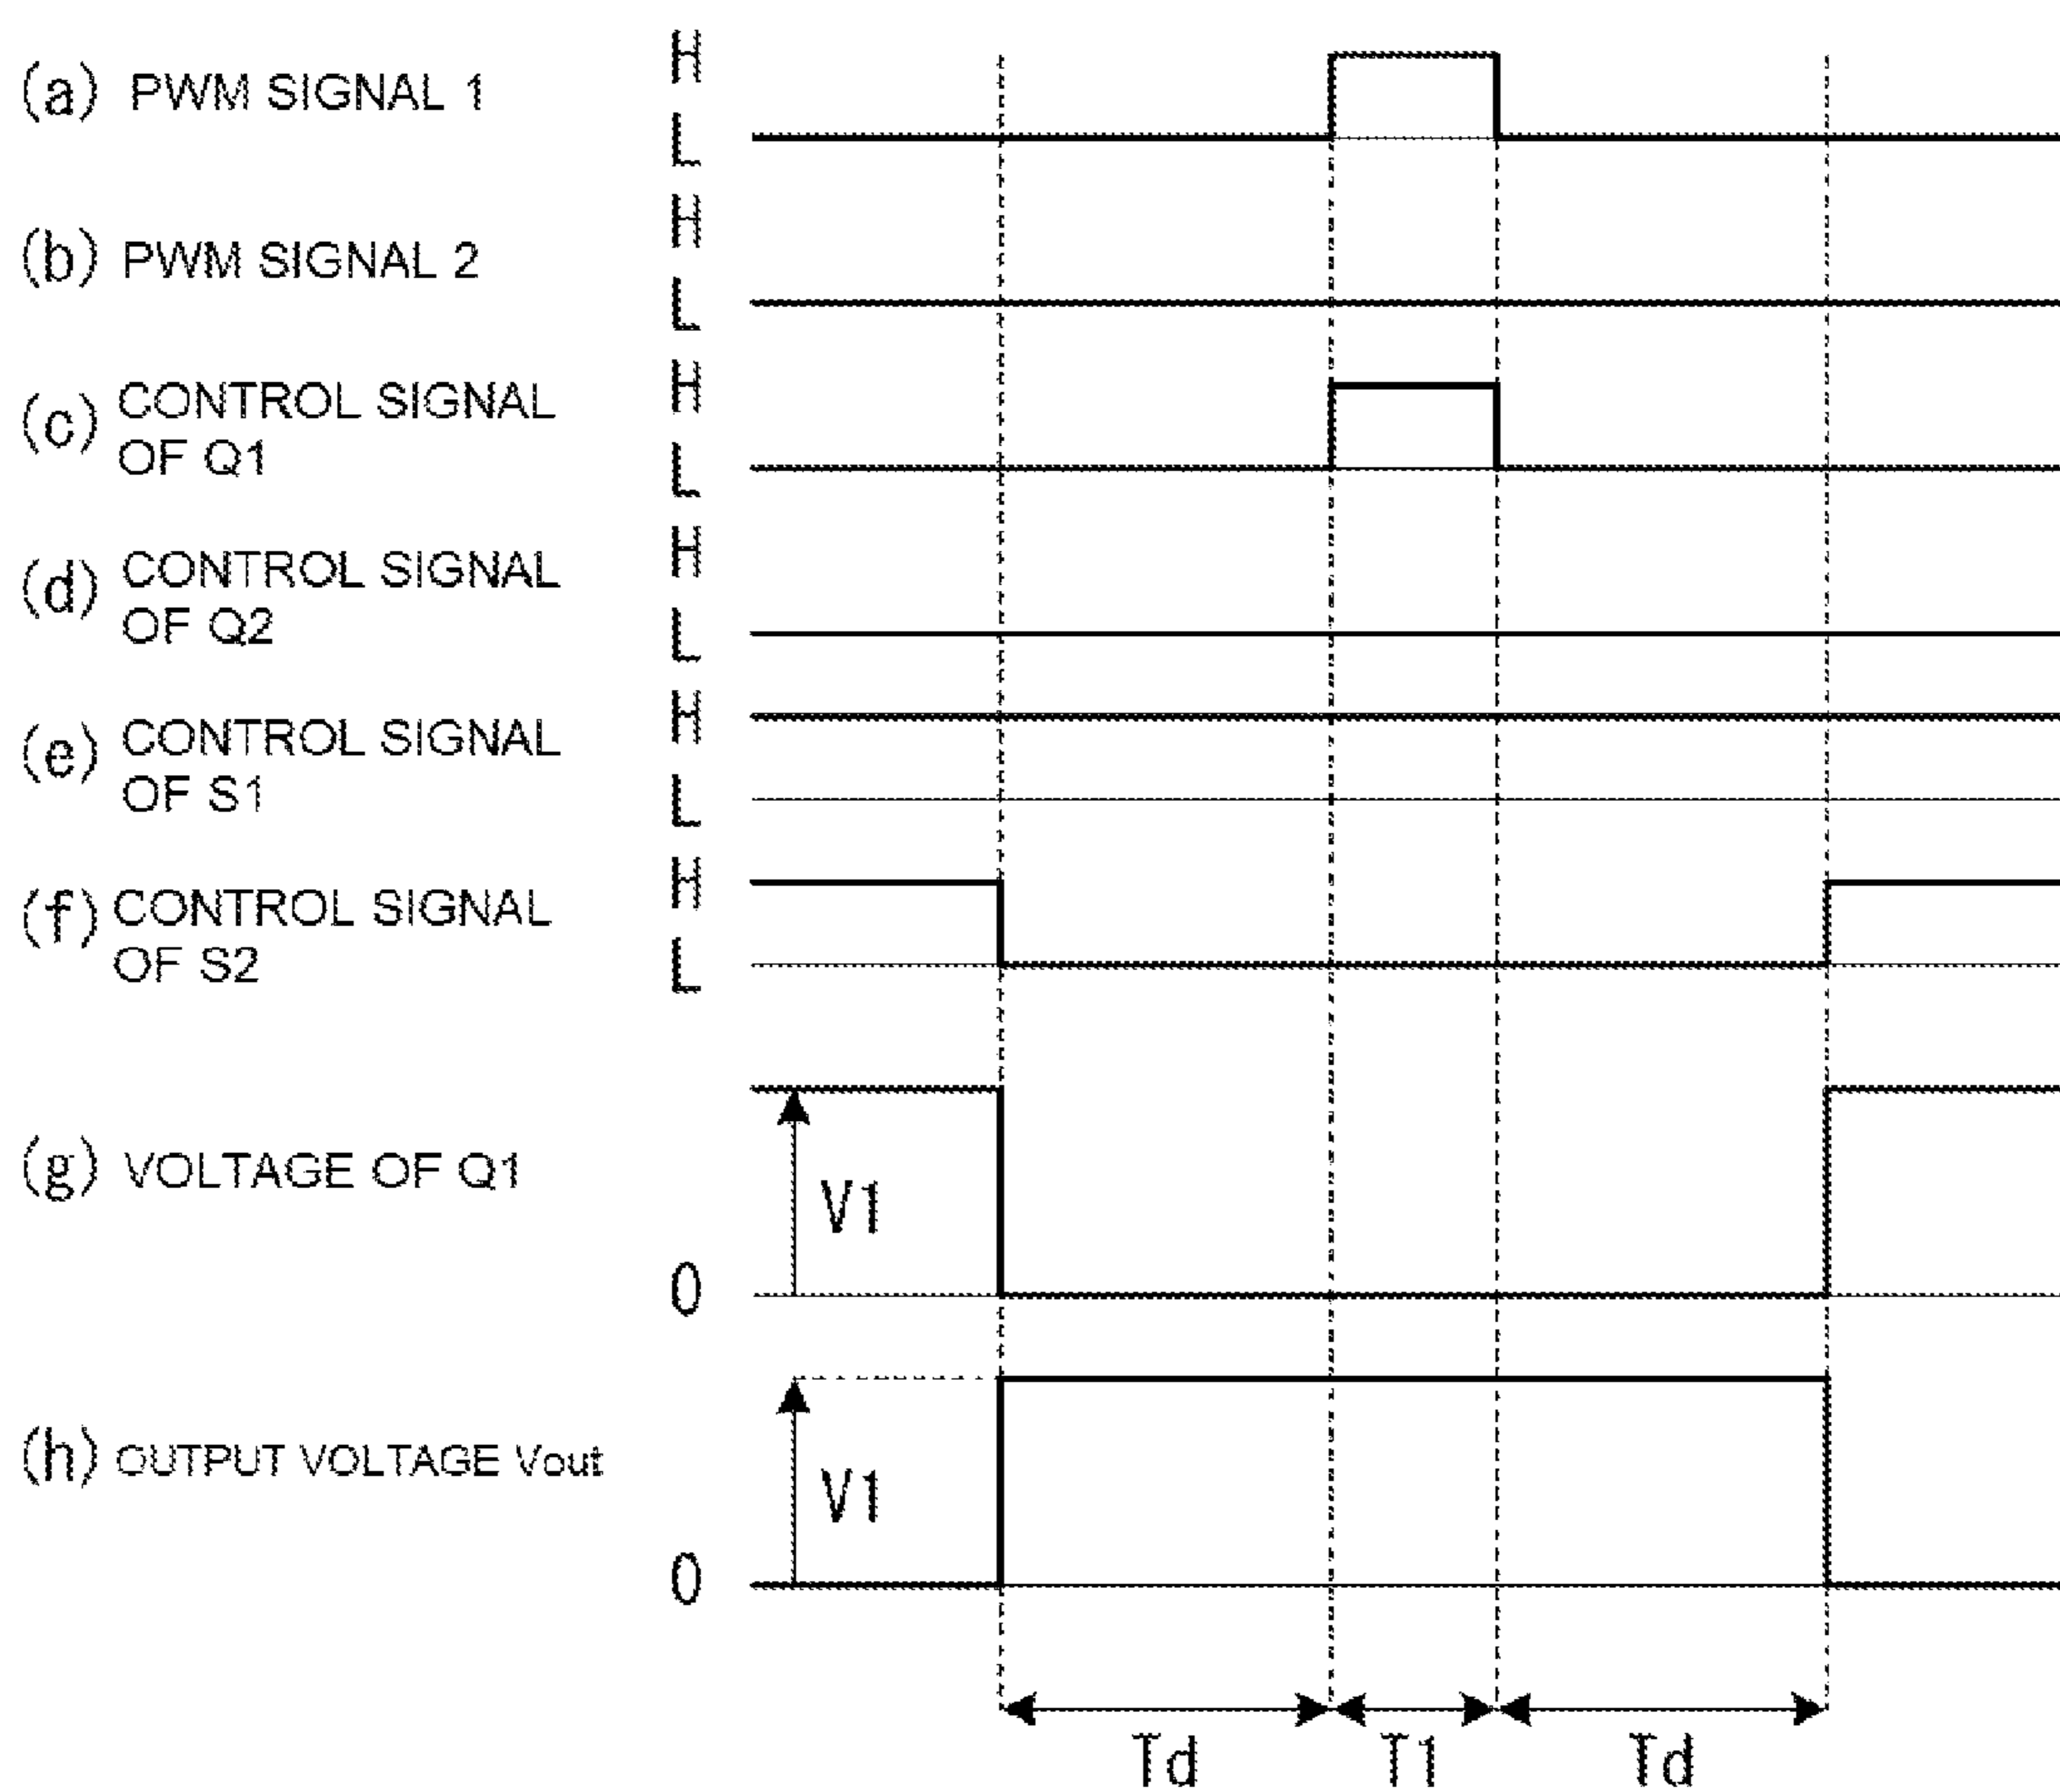 (a) PWM SIGNAL 1
H
L
(b) PWM SIGNAL 2
H
L
(c) CONTROL SIGNAL
OF Q1
H
L
(d) CONTROL SIGNAL
OF Q2
H
L
(e) CONTROL SIGNAL
OF S1
H
L
(f) CONTROL SIGNAL
OF S2
H
L
(g) VOLTAGE OF Q1
V1
0
(h) OUTPUT VOLTAGE Vout
V1
0
Td T1 Td